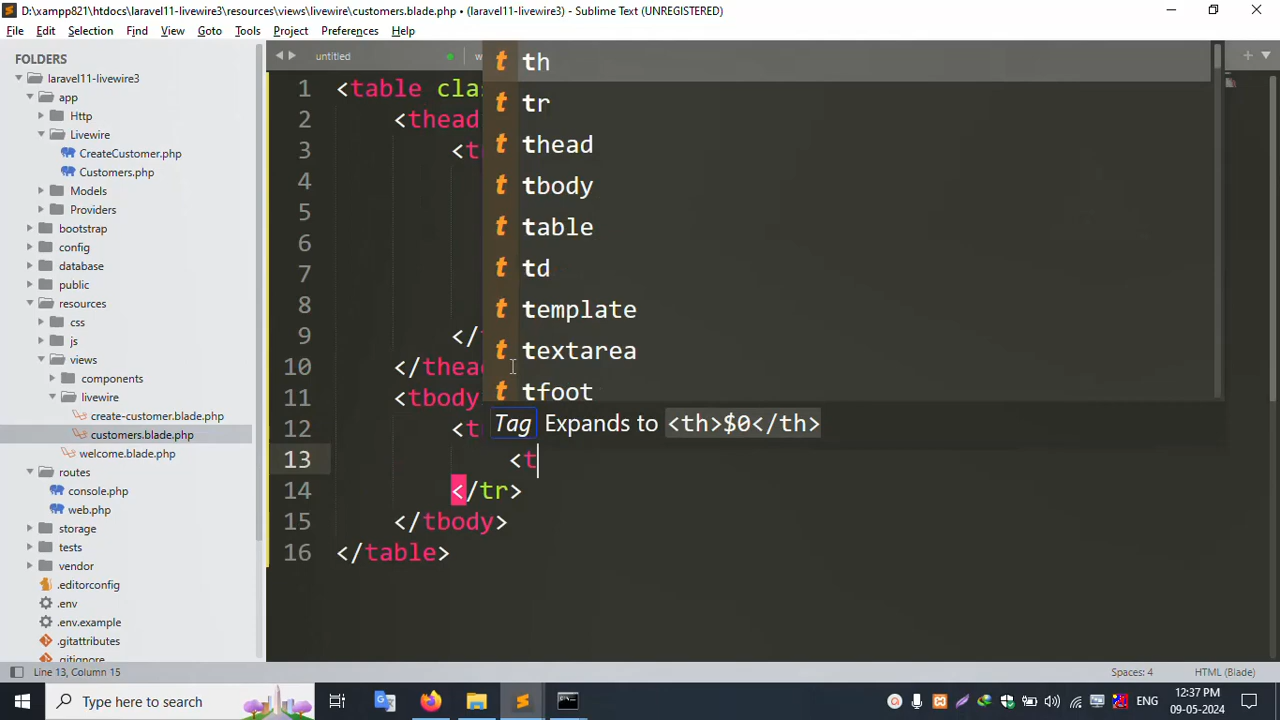 D:\xampp821\htdocs\laravel11-livewire3\resources\views\livewire\customers.blade.php • (laravel11-livewire3) - Sublime Text (UNREGISTERED)
File Edit Selection Find View Goto Tools Project Preferences Help
FOLDERS
laravel11-livewire3
app
Http
Livewire
CreateCustomer.php
Customers.php
Models
Providers
bootstrap
config
database
public
resources
css
js
views
components
livewire
create-customer.blade.php
customers.blade.php
welcome.blade.php
routes
console.php
web.php
storage
tests
vendor
.editorconfig
.env
.env.example
.gitattributes
.gitignore
untitled w
1 <table cla
2 <thead
3 <t
4
5
6
7
8
9 </
10 </thead
11 <tbody
12 <t
13 <t
14 </tr>
15 </tbody>
16 </table>
t th
t tr
t thead
t tbody
t table
t td
t template
t textarea
t tfoot
Tag Expands to <th>$0</th>
Line 13, Column 15 Spaces: 4 HTML (Blade)
Type here to search ENG 12:37 PM
09-05-2024